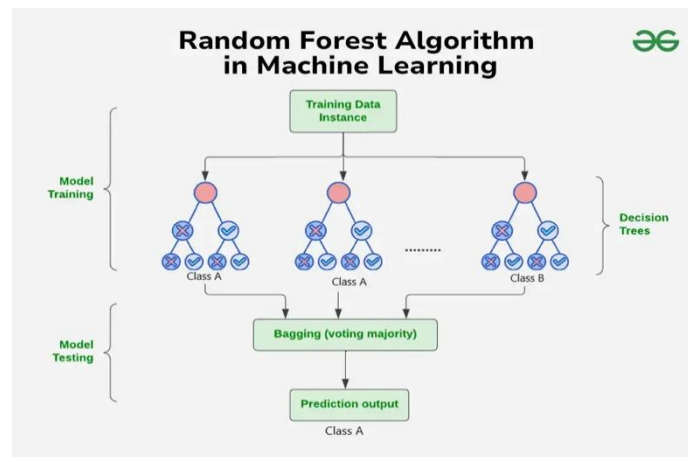 Random Forest Algorithm
in Machine Learning
Training Data
Instance
Model
Training
Decision
Trees
.........
Class A
Class A
Class B
Bagging (voting majority)
Model
Testing
Prediction output
Class A